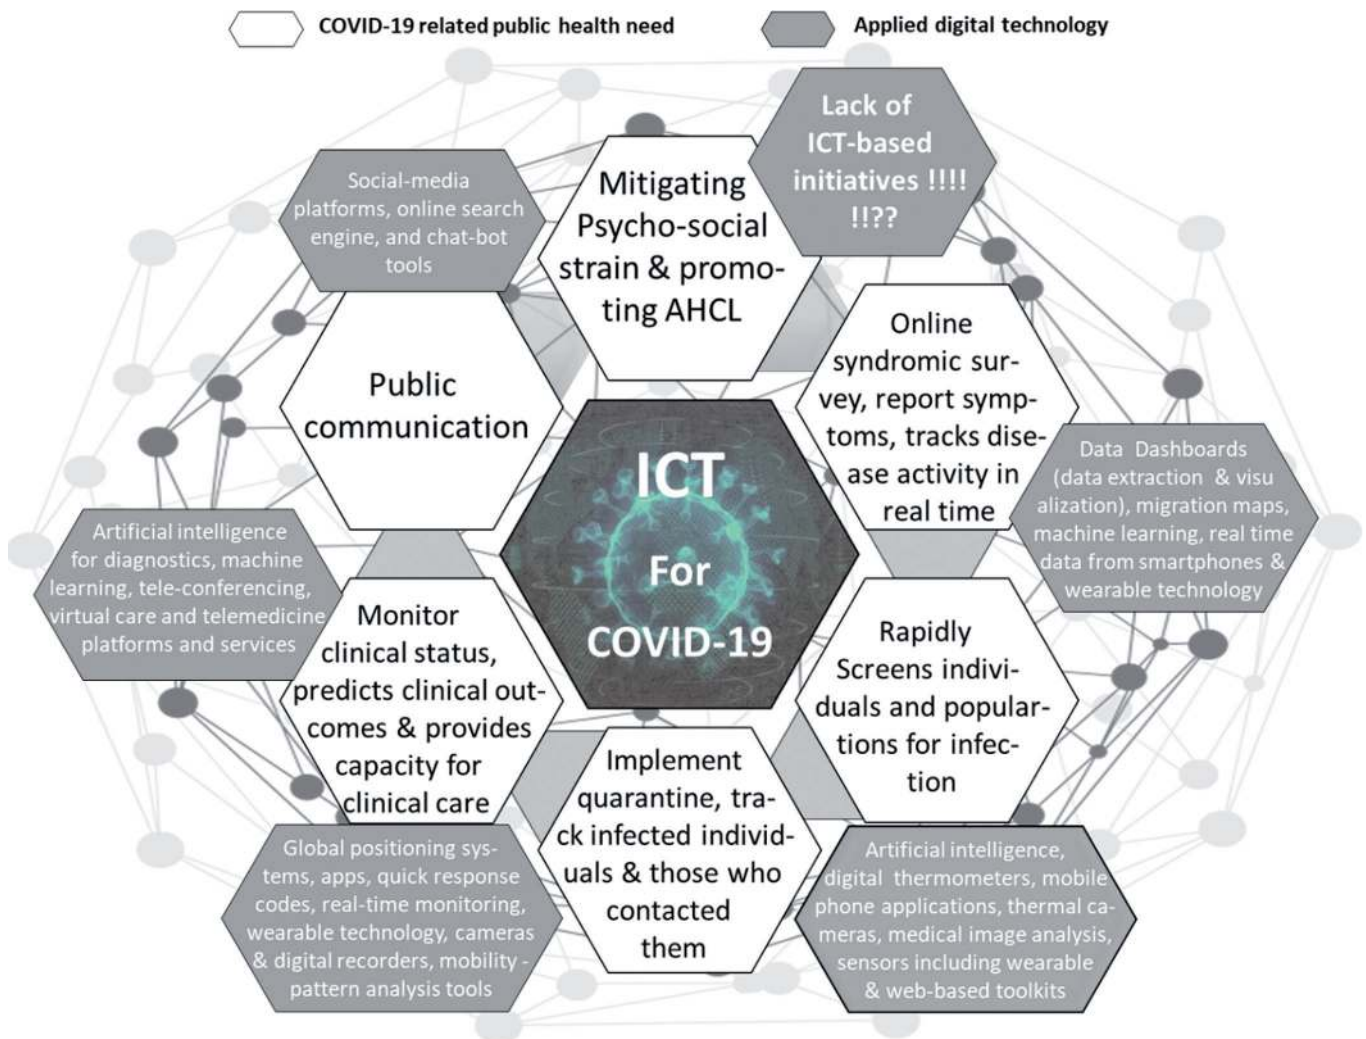 COVID-19 related public health need
Applied digital technology
Lack of
ICT-based
initiatives !!!!
!!??
Mitigating
Psycho-social
strain & promo-
ting AHCL
Social-media
platforms, online search
engine, and chat-bot
tools
Public
communication
Online
syndromic sur-
vey, report symp-
toms, tracks dise-
ase activity in
real time
Data Dashboards
(data extraction & visu
alization), migration maps,
machine learning, real time
data from smartphones &
wearable technology
ICT
For
COVID-19
Artificial intelligence
for diagnostics, machine
learning, tele-conferencing,
virtual care and telemedicine
platforms and services
Monitor
clinical status,
predicts clinical out-
comes & provides
capacity for
clinical care
Rapidly
Screens indivi-
duals and popular-
tions for infec-
tion
Implement
quarantine, tra-
ck infected individ-
uals & those who
contacted
them
Global positioning sys-
tems, apps, quick response
codes, real-time monitoring,
wearable technology, cameras
& digital recorders, mobility -
pattern analysis tools
Artificial intelligence,
digital thermometers, mobile
phone applications, thermal ca-
meras, medical image analysis,
sensors including wearable
& web-based toolkits